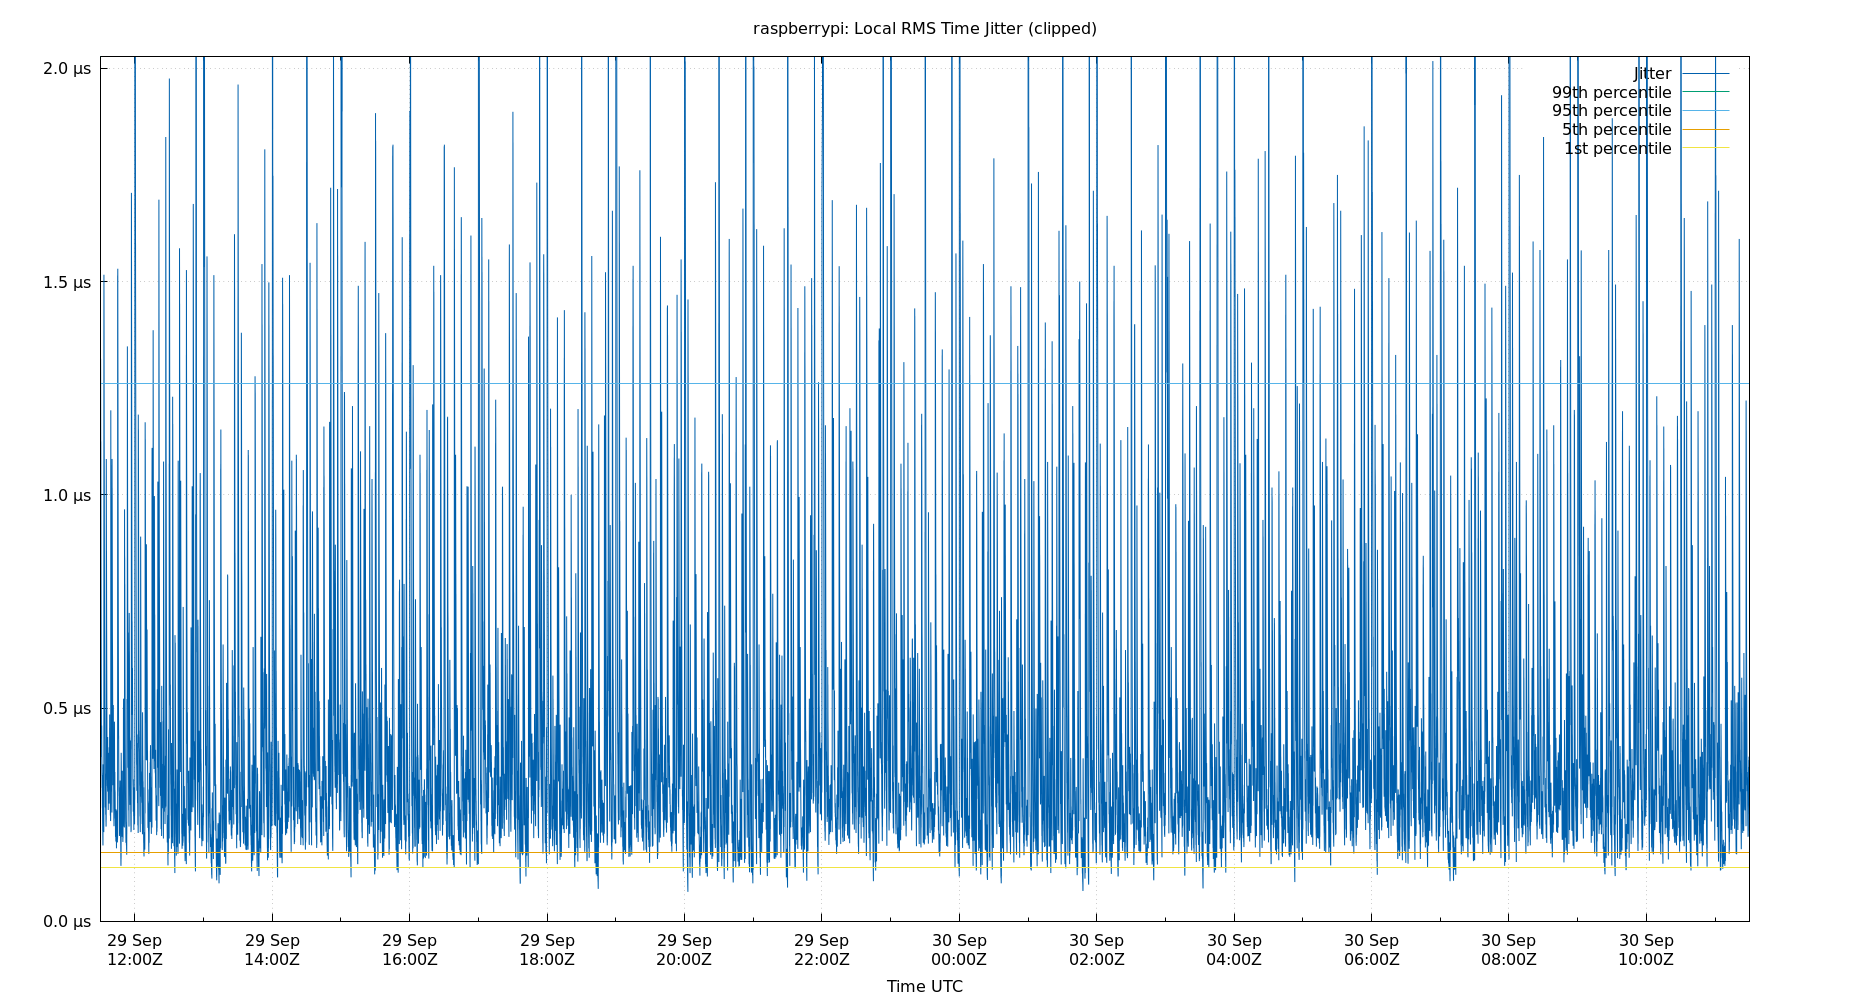 raspberrypi: Local RMS Time Jitter (clipped)
2.0 μs
1.5 μs
1.0 μs
0.5 μs
0.0 μs
Jitter
99th percentile
95th percentile
5th percentile
1st percentile
29 Sep 29 Sep 29 Sep 29 Sep 29 Sep 29 Sep 30 Sep 30 Sep 30 Sep 30 Sep 30 Sep 30 Sep
12:00Z 14:00Z 16:00Z 18:00Z 20:00Z 22:00Z 00:00Z 02:00Z 04:00Z 06:00Z 08:00Z 10:00Z
Time UTC